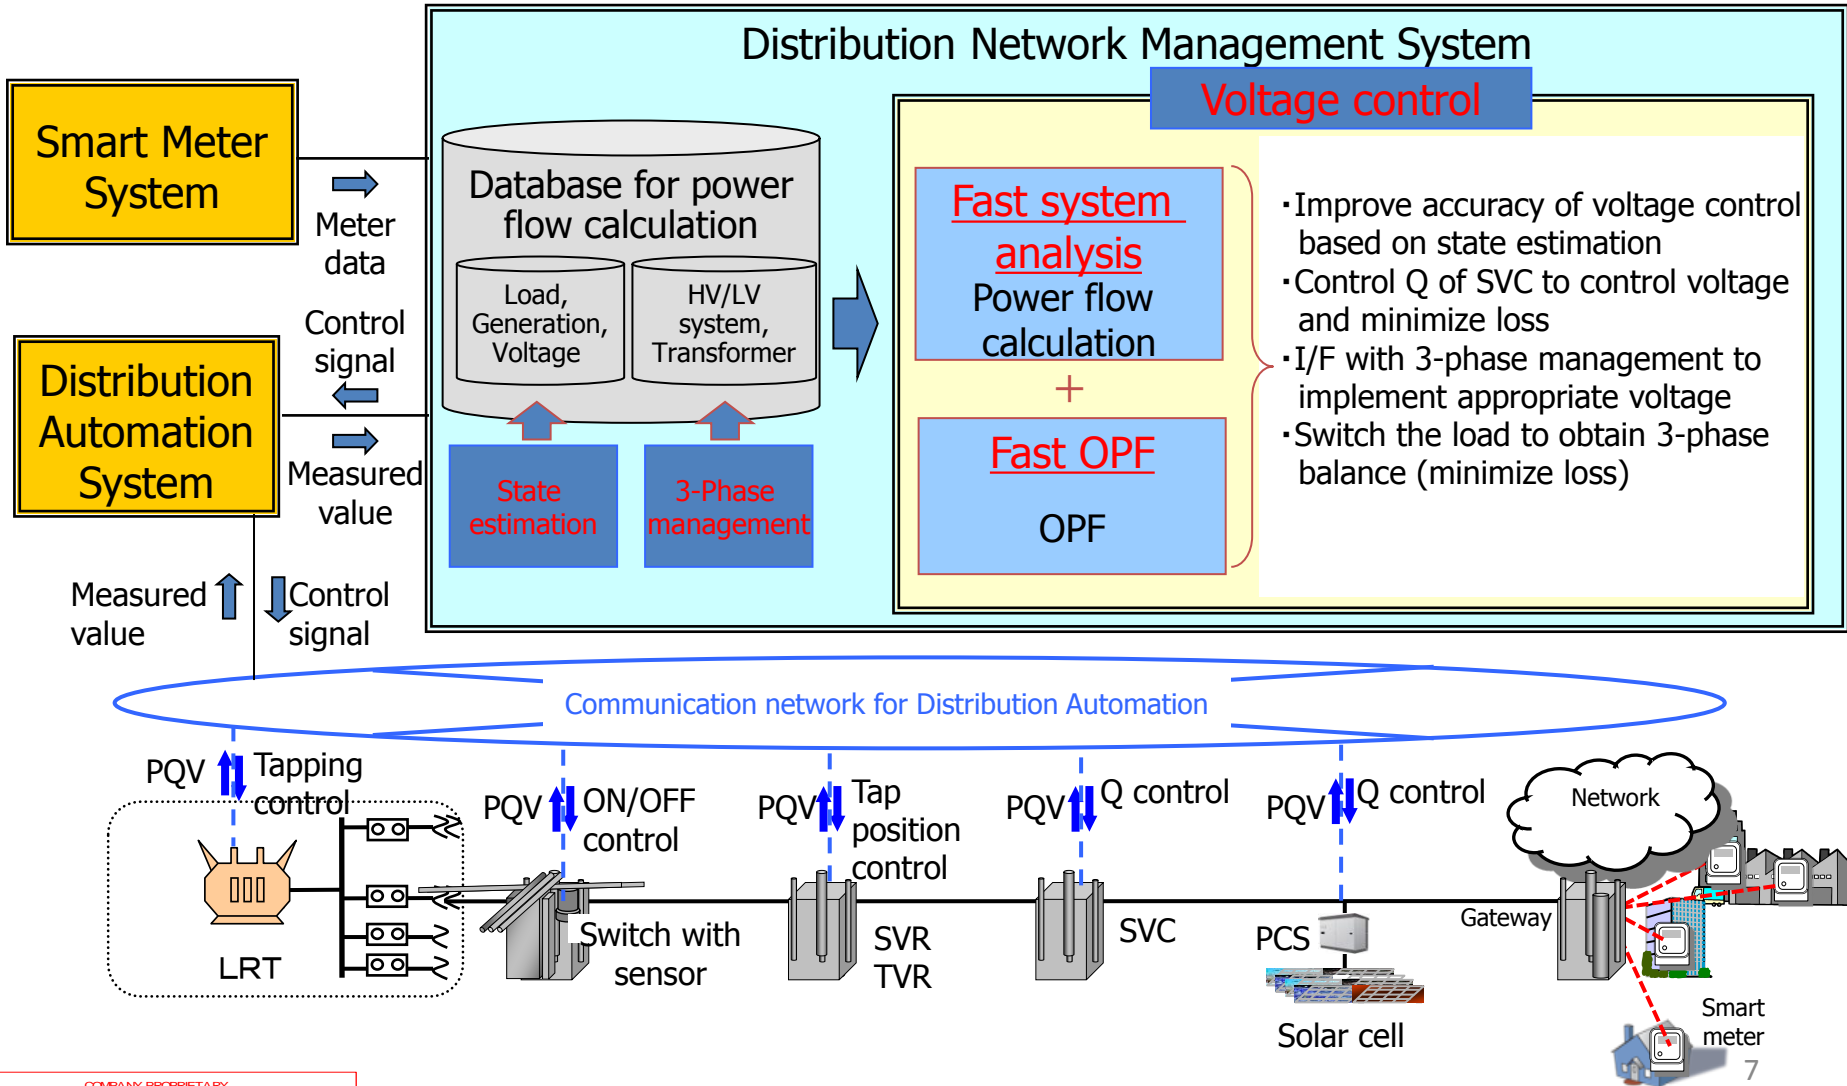 Distribution Network Management System
Voltage control
Smart Meter
System
Meter
data
Control
signal
Distribution
Automation
System
Measured
value
Database for power
flow calculation
Load,
Generation,
Voltage
HV/LV
system,
Transformer
State
estimation
3-Phase
management
Fast system
analysis
Power flow
calculation
+
Fast OPF
OPF
・Improve accuracy of voltage control
based on state estimation
・Control Q of SVC to control voltage
and minimize loss
・I/F with 3-phase management to
implement appropriate voltage
・Switch the load to obtain 3-phase
balance (minimize loss)
Measured
value
Control
signal
Communication network for Distribution Automation
PQV
Tapping
control
PQV
ON/OFF
control
PQV
Tap
position
control
PQV
Q control
PQV
Q control
Network
LRT
Switch with
sensor
SVR
TVR
SVC
PCS
Solar cell
Gateway
Smart
meter
7
COMPANY PROPRIETARY